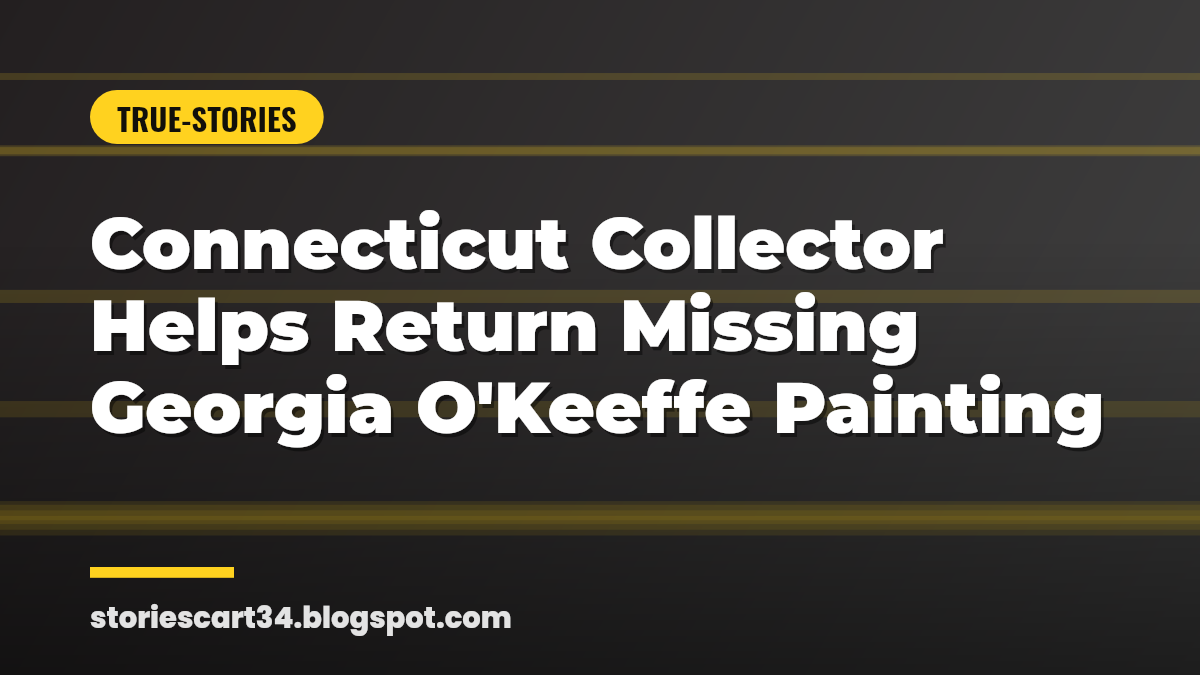 TRUE-STORIES
Connecticut Collector
Helps Return Missing
Georgia O'Keeffe Painting
storiescart34.blogspot.com